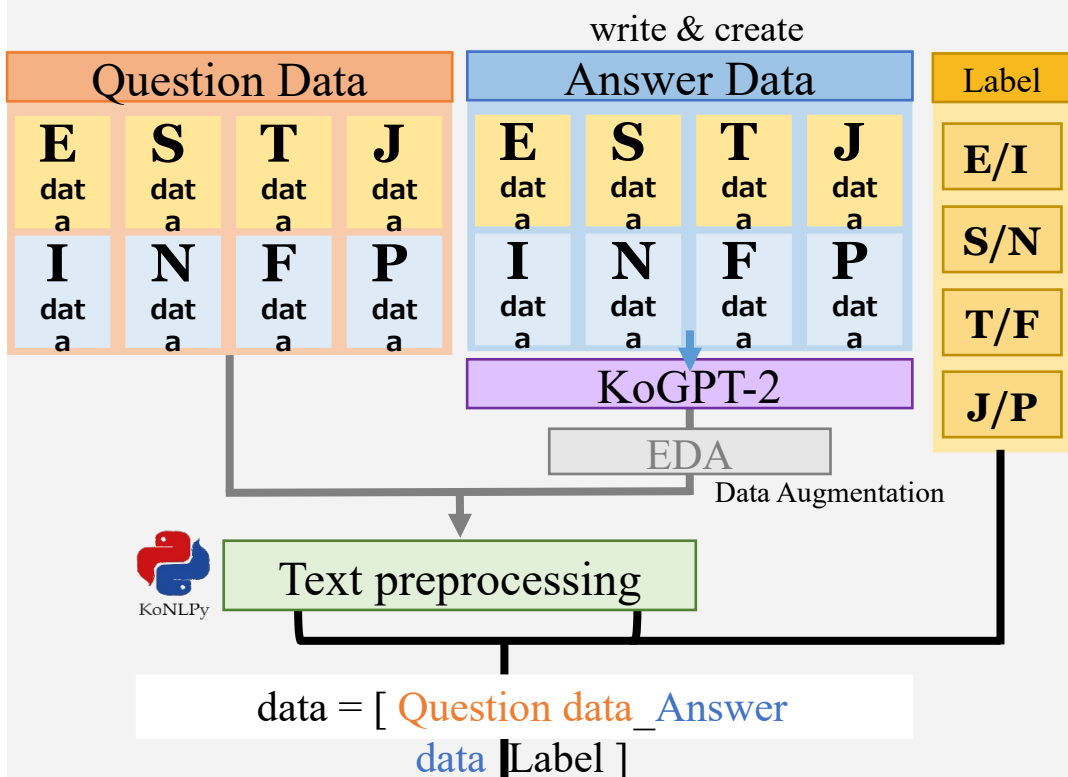 write & create
Question Data
Answer Data
Label
E
dat
a
S
dat
a
T
dat
a
J
dat
a
I
dat
a
N
dat
a
F
dat
a
P
dat
a
E
dat
a
S
dat
a
T
dat
a
J
dat
a
I
dat
a
N
dat
a
F
dat
a
P
dat
a
E/I
S/N
T/F
J/P
KoGPT-2
EDA
Data Augmentation
KoNLPy
Text preprocessing
data = [ Question data_Answer
data Label ]